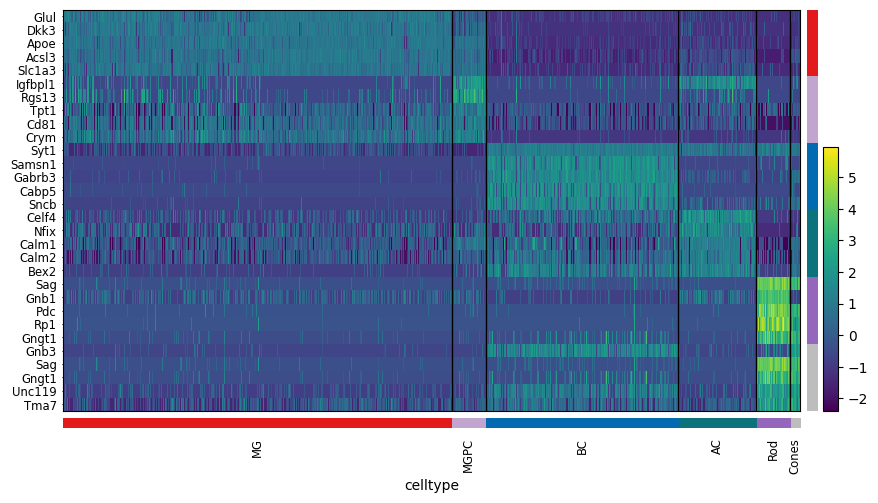 Glul
Dkk3
Apoe
Acsl3
Slc1a3
Igfbpl1
Rgs13
Tpt1
Cd81
Crym
Syt1
Samsn1
Gabrb3
Cabp5
Sncb
Celf4
Nfix
Calm1
Calm2
Bex2
Sag
Gnb1
Pdc
Rp1
Gngt1
Gnb3
Sag
Gngt1
Unc119
Tma7
5
4
3
2
1
0
−1
−2
MG
MGPC
BC
AC
Rod
Cones
celltype